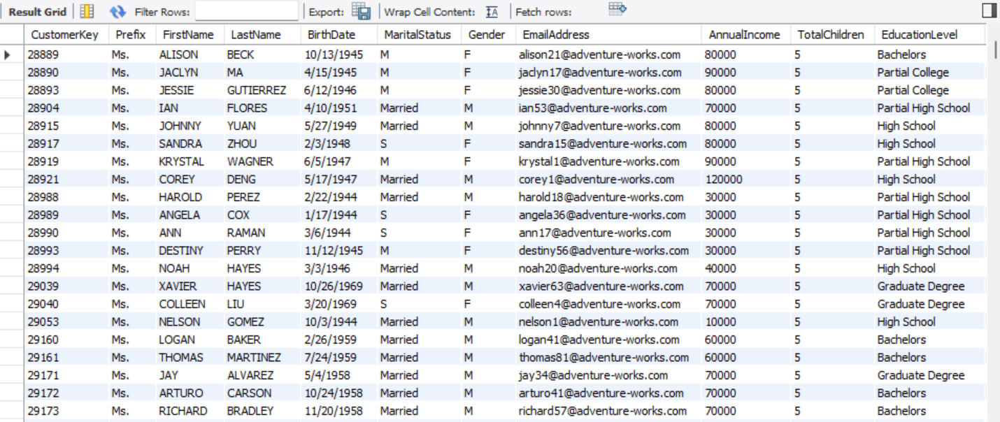 Result Grid Filter Rows: Export: Wrap Cell Content: Fetch rows:
CustomerKey Prefix FirstName LastName BirthDate MaritalStatus Gender EmailAddress AnnualIncome TotalChildren EducationLevel
28889 Ms. ALISON BECK 10/13/1945 M F alison21@adventure-works.com 80000 5 Bachelors
28890 Ms. JACLYN MA 4/15/1945 M F jaclyn17@adventure-works.com 90000 5 Partial College
28893 Ms. JESSIE GUTIERREZ 6/12/1946 M F jessie30@adventure-works.com 80000 5 Partial College
28904 Ms. IAN FLORES 4/10/1951 Married M ian53@adventure-works.com 70000 5 Partial High School
28915 Ms. JOHNNY YUAN 5/27/1949 Married M johnny7@adventure-works.com 80000 5 High School
28917 Ms. SANDRA ZHOU 2/3/1948 S F sandra15@adventure-works.com 80000 5 High School
28919 Ms. KRYSTAL WAGNER 6/5/1947 M F krystal1@adventure-works.com 90000 5 Partial High School
28921 Ms. COREY DENG 5/17/1947 Married M corey1@adventure-works.com 120000 5 High School
28988 Ms. HAROLD PEREZ 2/22/1944 Married M harold18@adventure-works.com 30000 5 Partial High School
28989 Ms. ANGELA COX 1/17/1944 S F angela36@adventure-works.com 30000 5 Partial High School
28990 Ms. ANN RAMAN 3/6/1944 S F ann17@adventure-works.com 30000 5 Partial High School
28993 Ms. DESTINY PERRY 11/12/1945 M F destiny56@adventure-works.com 30000 5 Partial High School
28994 Ms. NOAH HAYES 3/3/1946 Married M noah20@adventure-works.com 40000 5 High School
29039 Ms. XAVIER HAYES 10/26/1969 Married M xavier63@adventure-works.com 70000 5 Graduate Degree
29040 Ms. COLLEEN LIU 3/20/1969 S F colleen4@adventure-works.com 70000 5 Graduate Degree
29053 Ms. NELSON GOMEZ 10/3/1944 Married M nelson1@adventure-works.com 10000 5 High School
29160 Ms. LOGAN BAKER 2/26/1959 Married M logan41@adventure-works.com 60000 5 Bachelors
29161 Ms. THOMAS MARTINEZ 7/24/1959 Married M thomas81@adventure-works.com 60000 5 Bachelors
29171 Ms. JAY ALVAREZ 5/4/1958 Married M jay34@adventure-works.com 70000 5 Graduate Degree
29172 Ms. ARTURO CARSON 10/24/1958 Married M arturo41@adventure-works.com 70000 5 Bachelors
29173 Ms. RICHARD BRADLEY 11/20/1958 Married M richard57@adventure-works.com 70000 5 Bachelors